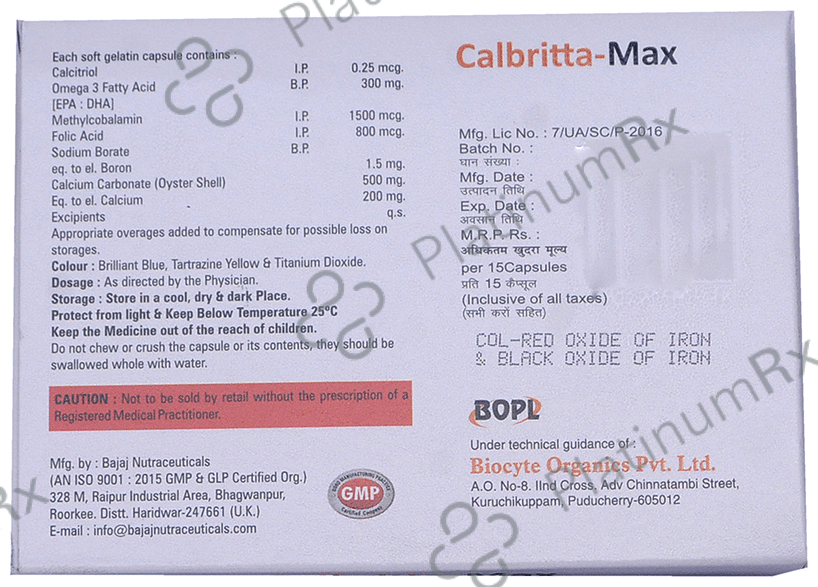 Each soft gelatin capsule contains :
Calcitriol I.P. 0.25 mcg.
Omega 3 Fatty Acid B.P. 300 mg.
[EPA : DHA]
Methylcobalamin I.P. 1500 mcg.
Folic Acid I.P. 800 mcg.
Sodium Borate B.P.
eq. to el. Boron 1.5 mg.
Calcium Carbonate (Oyster Shell) 500 mg.
Eq. to el. Calcium 200 mg.
Excipients q.s.
Appropriate overages added to compensate for possible loss on
storages.
Colour : Brilliant Blue, Tartrazine Yellow & Titanium Dioxide.
Dosage : As directed by the Physician.
Storage : Store in a cool, dry & dark Place.
Protect from light & Keep Below Temperature 25ºC
Keep the Medicine out of the reach of children.
Do not chew or crush the capsule or its contents, they should be
swallowed whole with water.
CAUTION : Not to be sold by retail without the prescription of a
Registered Medical Practitioner.
Mfg. by : Bajaj Nutraceuticals
(AN ISO 9001 : 2015 GMP & GLP Certified Org.)
328 M, Raipur Industrial Area, Bhagwanpur,
Roorkee. Distt. Haridwar-247661 (U.K.)
E-mail : info@bajajnutraceuticals.com
GOOD MANUFACTURING PRACTICE
GMP
Certified Company
Calbritta-Max
Mfg. Lic No. : 7/UA/SC/P-2016
Batch No. :
घान संख्या :
Mfg. Date :
उत्पादन तिथि
Exp. Date :
अवसान तिथि
M.R.P. Rs. :
अधिकतम खुदरा मूल्य
per 15Capsules
प्रति 15 कैप्सूल
(Inclusive of all taxes)
(सभी करों सहित)
COL-RED OXIDE OF IRON
& BLACK OXIDE OF IRON
BOPL
Under technical guidance of :
Biocyte Organics Pvt. Ltd.
A.O. No-8. IInd Cross, Adv Chinnatambi Street,
Kuruchikuppam, Puducherry-605012
PlatinumRx
PlatinumRx
PlatinumRx
Rx